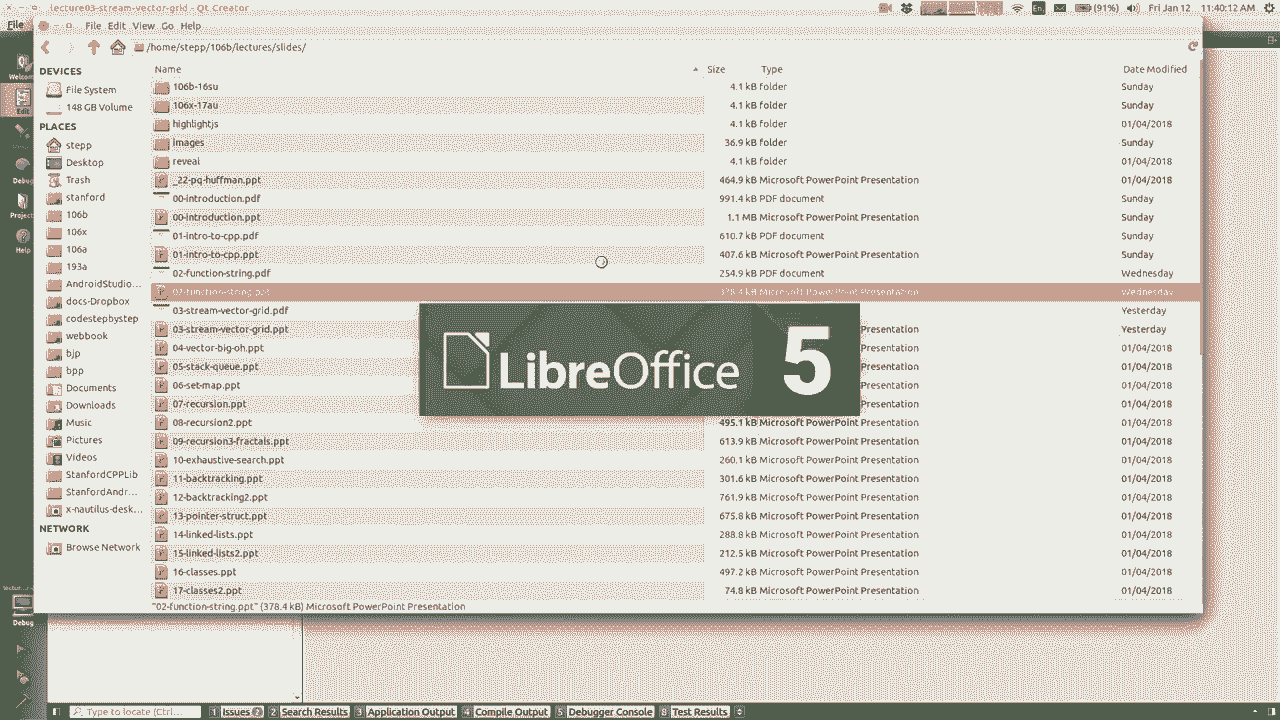 lecture03-stream-vector-grid - Qt Creator
En (91%) Fri Jan 12 11:40:12 AM
File
File Edit View Go Help
/home/stepp/106b/lectures/slides/
DEVICES
File System
148 GB Volume
PLACES
stepp
Desktop
Trash
stanford
106b
106x
106a
193a
AndroidStudio...
docs-Dropbox
codestepbystep
webbook
bjp
bpp
Documents
Downloads
Music
Pictures
Videos
StanfordCPPLib
StanfordAndr...
x-nautilus-desk...
NETWORK
Browse Network
Name Size Type Date Modified
106b-16su 4.1 kB folder Sunday
106x-17au 4.1 kB folder Sunday
highlightjs 4.1 kB folder 01/04/2018
images 36.9 kB folder Sunday
reveal 4.1 kB folder 01/04/2018
_22-pq-huffman.ppt 464.9 kB Microsoft PowerPoint Presentation 01/04/2018
00-introduction.pdf 991.4 kB PDF document Sunday
00-introduction.ppt 1.1 MB Microsoft PowerPoint Presentation Sunday
01-intro-to-cpp.pdf 610.7 kB PDF document Sunday
01-intro-to-cpp.ppt 407.6 kB Microsoft PowerPoint Presentation Sunday
02-function-string.pdf 254.9 kB PDF document Wednesday
02-function-string.ppt 378.4 kB Microsoft PowerPoint Presentation Wednesday
03-stream-vector-grid.pdf Yesterday
03-stream-vector-grid.ppt Presentation Yesterday
04-vector-big-oh.ppt Presentation 01/04/2018
05-stack-queue.ppt Presentation 01/04/2018
06-set-map.ppt Presentation 01/04/2018
07-recursion.ppt Presentation 01/04/2018
08-recursion2.ppt 495.1 kB Microsoft PowerPoint Presentation 01/04/2018
09-recursion3-fractals.ppt 613.9 kB Microsoft PowerPoint Presentation 01/04/2018
10-exhaustive-search.ppt 260.1 kB Microsoft PowerPoint Presentation 01/04/2018
11-backtracking.ppt 301.6 kB Microsoft PowerPoint Presentation 01/04/2018
12-backtracking2.ppt 761.9 kB Microsoft PowerPoint Presentation 01/04/2018
13-pointer-struct.ppt 675.8 kB Microsoft PowerPoint Presentation 01/04/2018
14-linked-lists.ppt 288.8 kB Microsoft PowerPoint Presentation 01/04/2018
15-linked-lists2.ppt 212.5 kB Microsoft PowerPoint Presentation 01/04/2018
16-classes.ppt 497.2 kB Microsoft PowerPoint Presentation 01/04/2018
17-classes2.ppt 74.8 kB Microsoft PowerPoint Presentation 01/04/2018
LibreOffice 5
"02-function-string.ppt" (378.4 kB) Microsoft PowerPoint Presentation
Welcom
Edit
Debug
Project
Help
Debug
Type to locate (Ctrl... 1 Issues 2 2 Search Results 3 Application Output 4 Compile Output 5 Debugger Console 8 Test Results